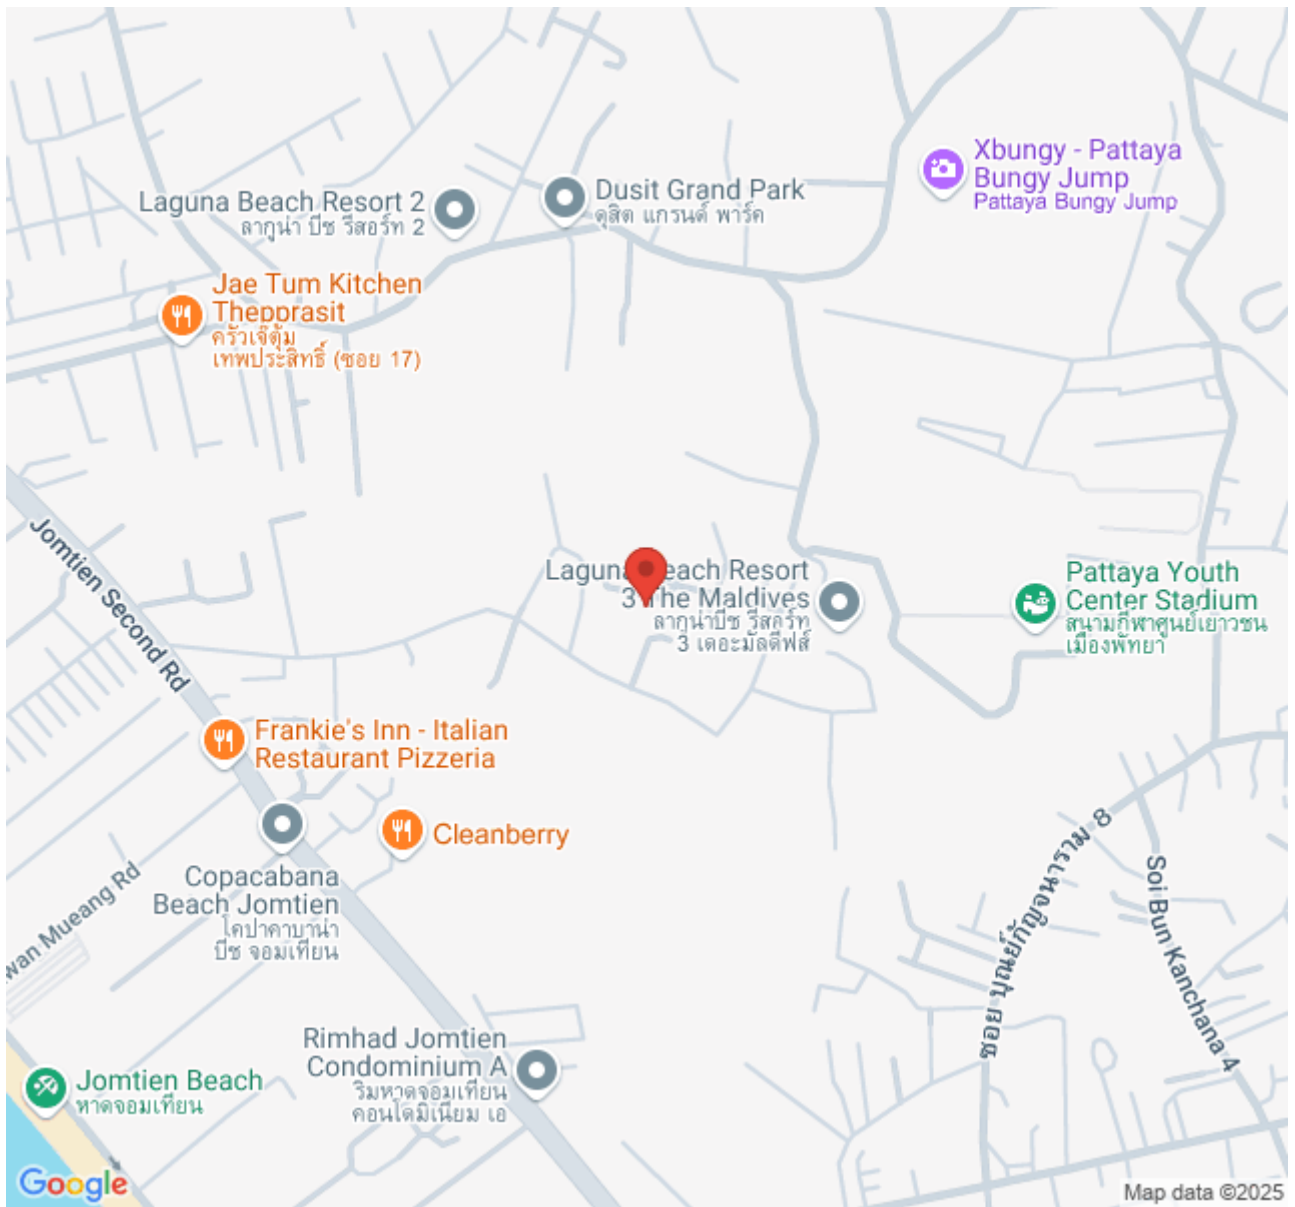 Xbungy - Pattaya
Bungy Jump
Pattaya Bungy Jump
Laguna Beach Resort 2
ลากูน่า บีช รีสอร์ท 2
Dusit Grand Park
ดุสิต แกรนด์ พาร์ค
Jae Tum Kitchen
Thepprasit
ครัวเจ๊ตุ้ม
เทพประสิทธิ์ (ซอย 17)
Jomtien Second Rd
Laguna Beach Resort
3 The Maldives
ลากูน่าบีช รีสอร์ท
3 เดอะมัลดีฟส์
Pattaya Youth
Center Stadium
สนามกีฬาศูนย์เยาวชน
เมืองพัทยา
Frankie's Inn - Italian
Restaurant Pizzeria
Cleanberry
Copacabana
Beach Jomtien
โคปาคาบาน่า
บีช จอมเทียน
wan Mueang Rd
ซอย บุณย์กัญจนาราม 8
Soi Bun Kanchana 4
Rimhad Jomtien
Condominium A
ริมหาดจอมเทียน
คอนโดมิเนียม เอ
Jomtien Beach
หาดจอมเทียน
Google
Map data ©2025